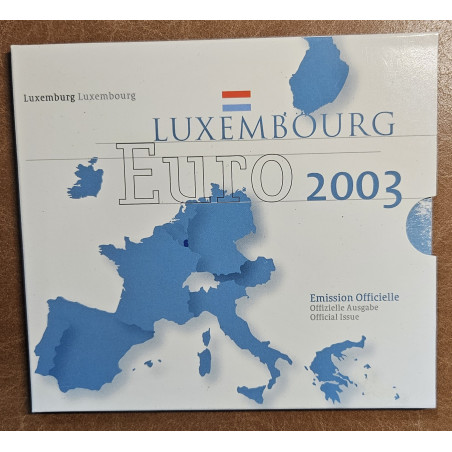 Luxemburg Luxembourg
LUXEMBOURG
Euro 2003
Emission Officielle
Offizielle Ausgabe
Official Issue